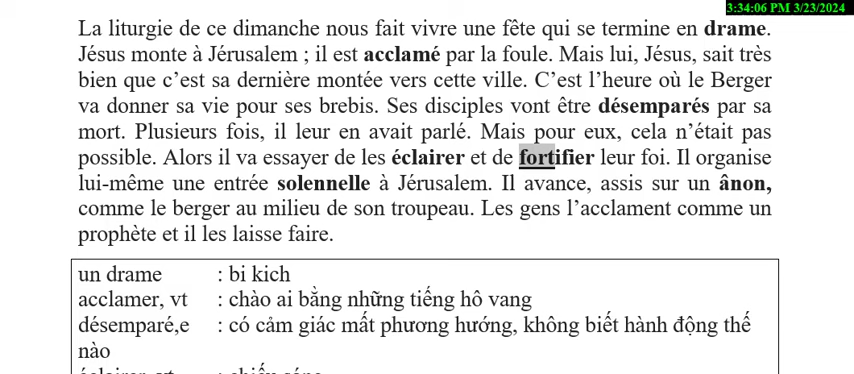 3:34:06 PM 3/23/2024
La liturgie de ce dimanche nous fait vivre une fête qui se termine en drame.
Jésus monte à Jérusalem ; il est acclamé par la foule. Mais lui, Jésus, sait très
bien que c’est sa dernière montée vers cette ville. C’est l’heure où le Berger
va donner sa vie pour ses brebis. Ses disciples vont être désemparés par sa
mort. Plusieurs fois, il leur en avait parlé. Mais pour eux, cela n’était pas
possible. Alors il va essayer de les éclairer et de fortifier leur foi. Il organise
lui-même une entrée solennelle à Jérusalem. Il avance, assis sur un ânon,
comme le berger au milieu de son troupeau. Les gens l’acclament comme un
prophète et il les laisse faire.
un drame : bi kich
acclamer, vt : chào ai bằng những tiếng hô vang
désemparé,e : có cảm giác mất phương hướng, không biết hành động thế
nào